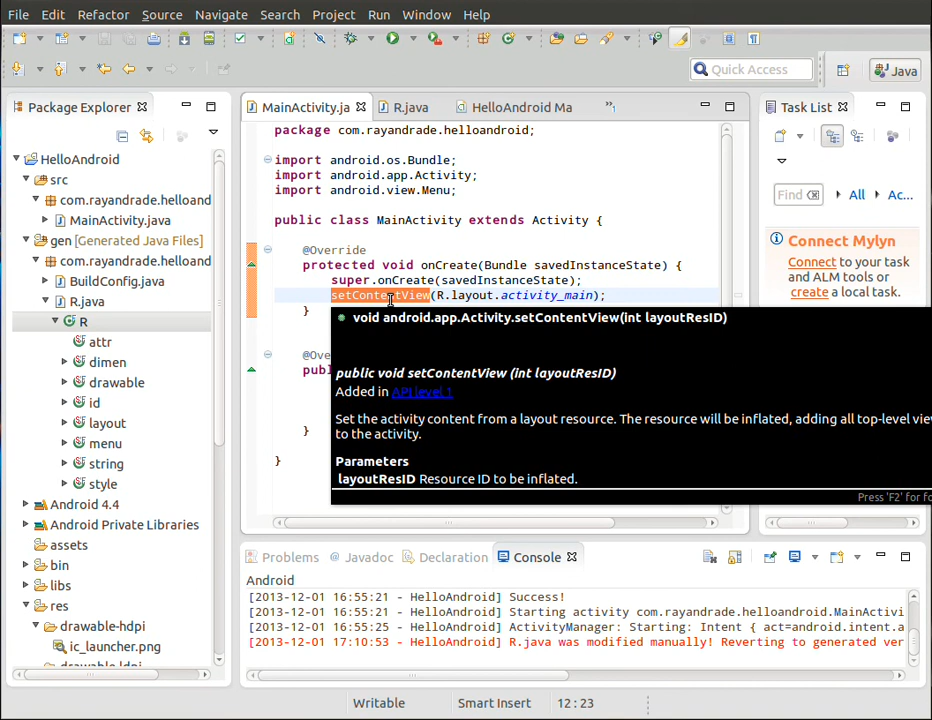 File Edit Refactor Source Navigate Search Project Run Window Help
Quick Access
Java
Package Explorer
HelloAndroid
src
com.rayandrade.helloand
MainActivity.java
gen [Generated Java Files]
com.rayandrade.helloand
BuildConfig.java
R.java
R
attr
dimen
drawable
id
layout
menu
string
style
Android 4.4
Android Private Libraries
assets
bin
libs
res
drawable-hdpi
ic_launcher.png
drawable-ldpi
MainActivity.ja R.java HelloAndroid Ma »1
package com.rayandrade.helloandroid;
import android.os.Bundle;
import android.app.Activity;
import android.view.Menu;
public class MainActivity extends Activity {
@Override
protected void onCreate(Bundle savedInstanceState) {
super.onCreate(savedInstanceState);
setContentView(R.layout.activity_main);
}
@Ove
publ
}
}
void android.app.Activity.setContentView(int layoutResID)
public void setContentView (int layoutResID)
Added in API level 1
Set the activity content from a layout resource. The resource will be inflated, adding all top-level vie
to the activity.
Parameters
layoutResID Resource ID to be inflated.
Press 'F2' for fo
Task List
Find All Ac...
Connect Mylyn
Connect to your task
and ALM tools or
create a local task.
Problems @ Javadoc Declaration Console
Android
[2013-12-01 16:55:21 - HelloAndroid] Success!
[2013-12-01 16:55:21 - HelloAndroid] Starting activity com.rayandrade.helloandroid.MainActivi
[2013-12-01 16:55:25 - HelloAndroid] ActivityManager: Starting: Intent { act=android.intent.a
[2013-12-01 17:10:53 - HelloAndroid] R.java was modified manually! Reverting to generated ver
Writable Smart Insert 12 : 23